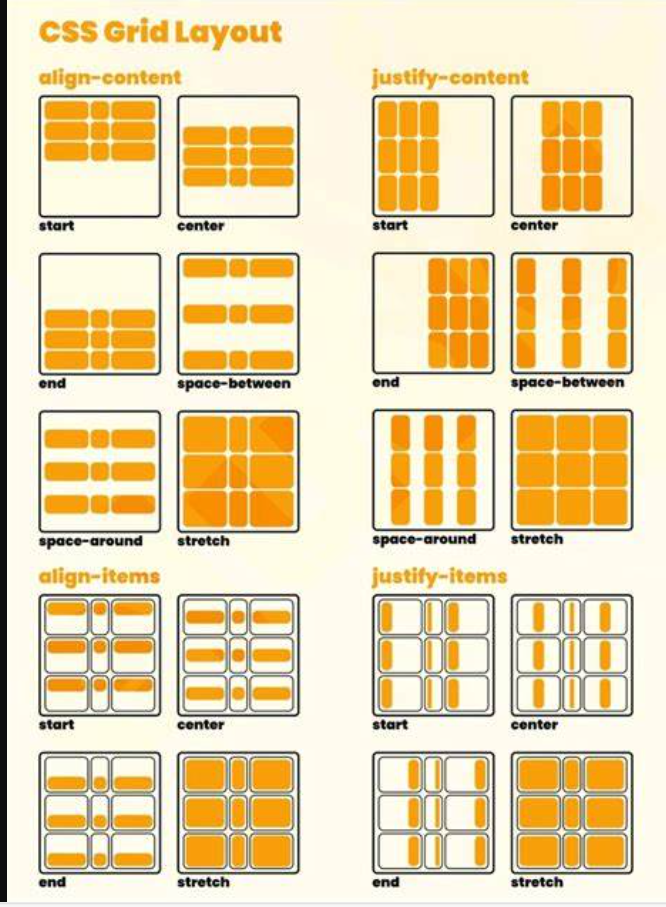 CSS Grid Layout
align-content
justify-content
start
center
start
center
end
space-between
end
space-between
space-around
stretch
space-around
stretch
align-items
justify-items
start
center
start
center
end
stretch
end
stretch